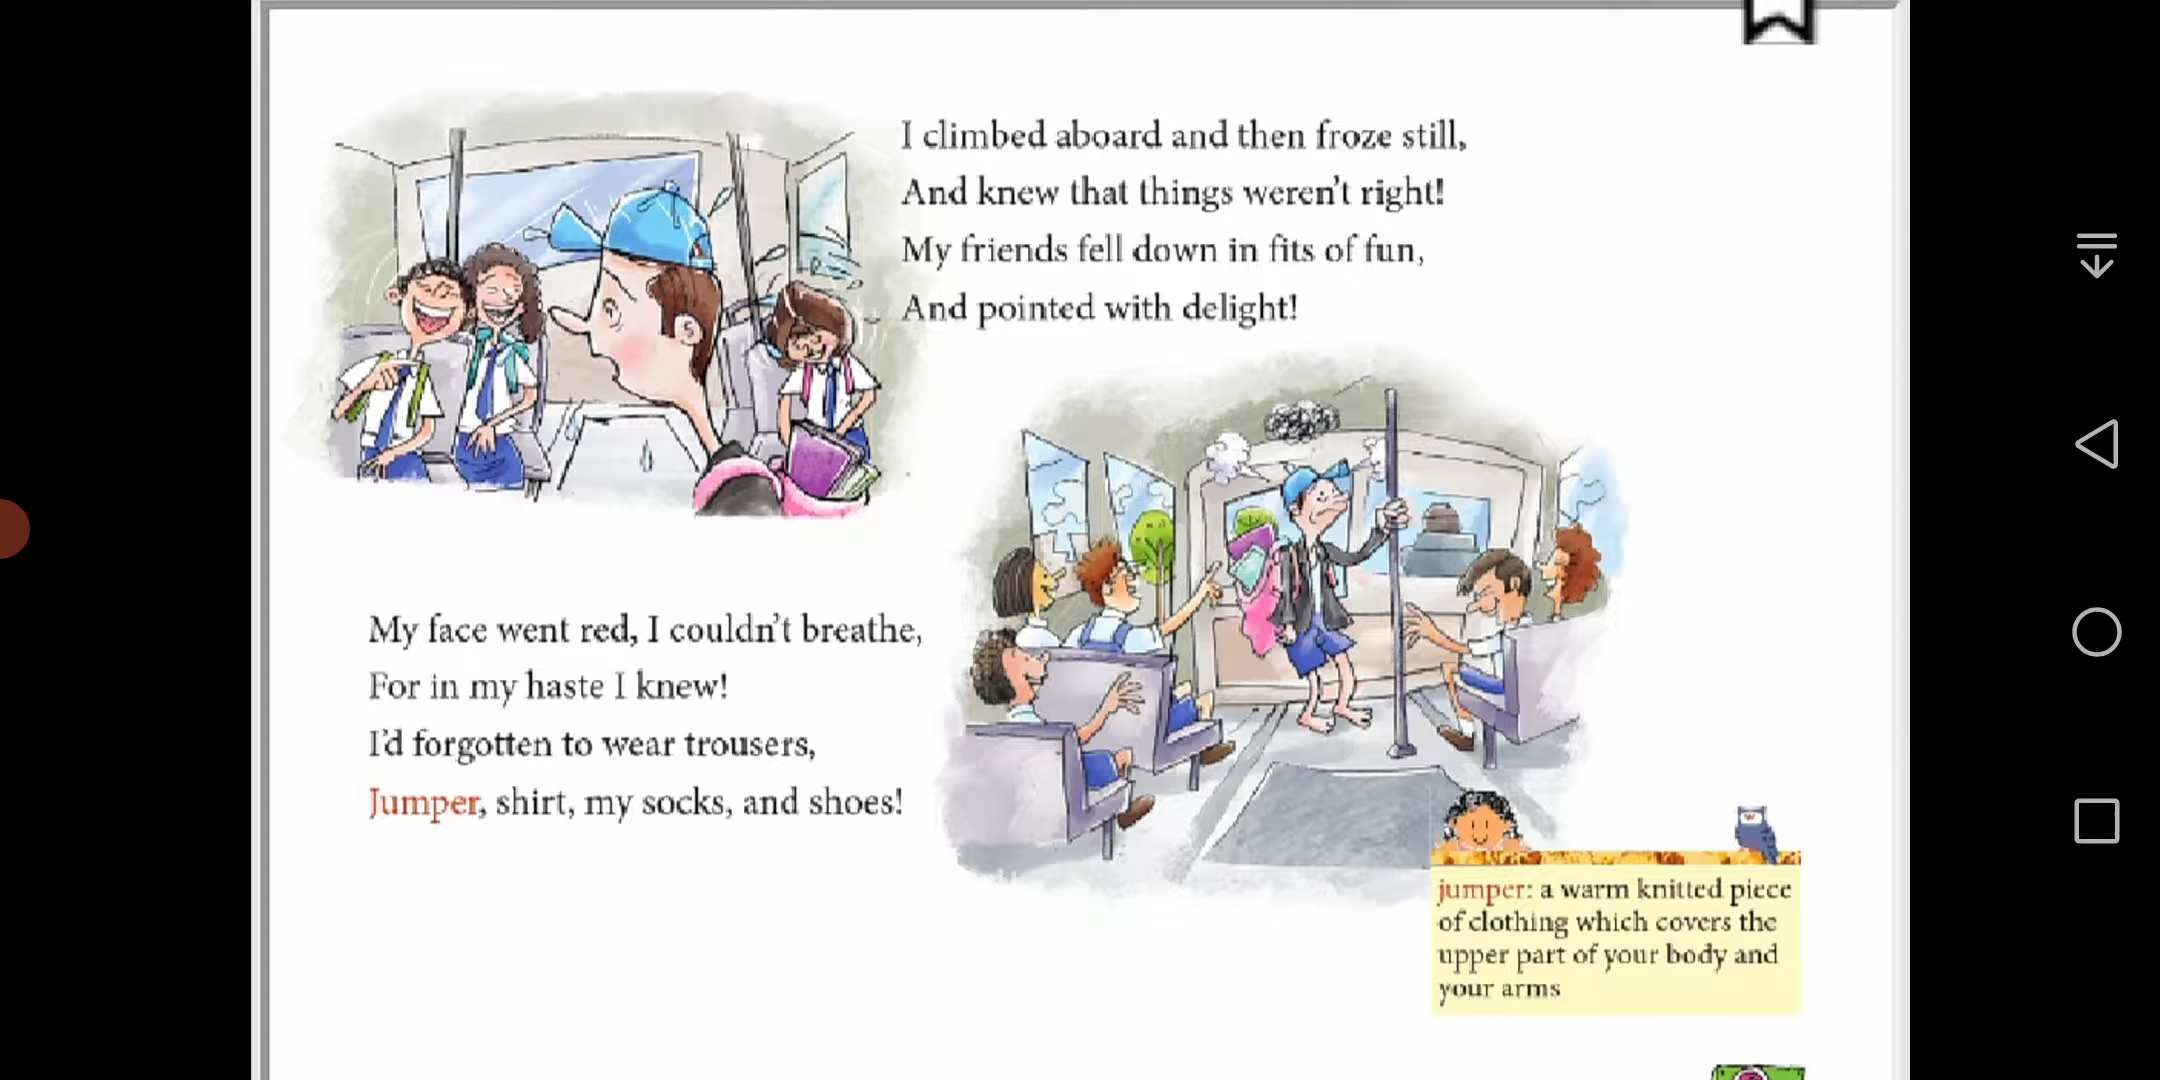 I climbed aboard and then froze still,
And knew that things weren't right!
My friends fell down in fits of fun,
And pointed with delight!
My face went red, I couldn't breathe,
For in my haste I knew!
I'd forgotten to wear trousers,
Jumper, shirt, my socks, and shoes!
jumper: a warm knitted piece
of clothing which covers the
upper part of your body and
your arms